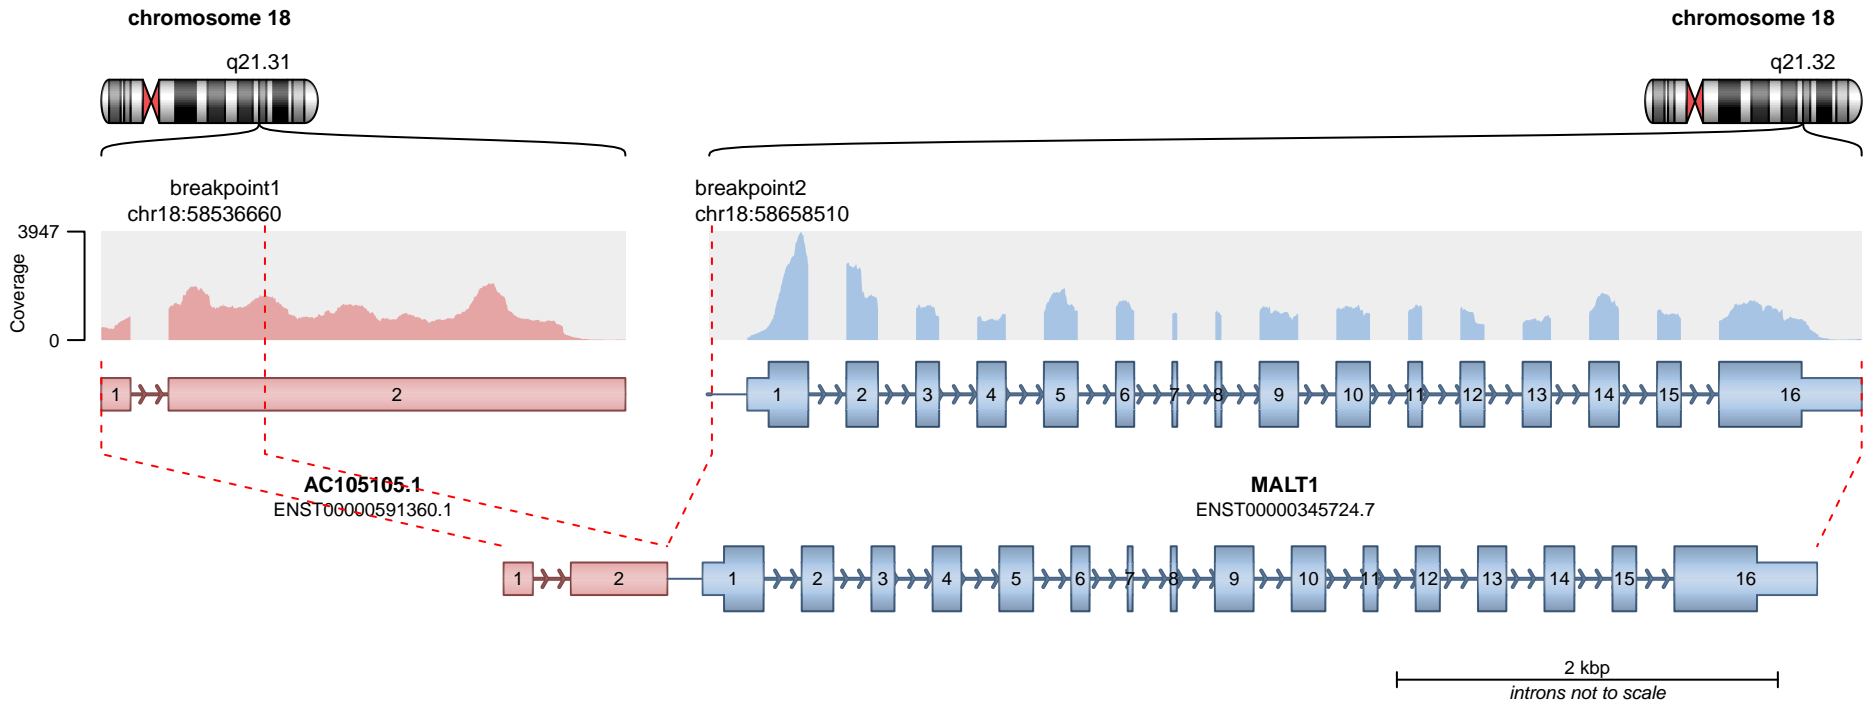 chromosome 18
chromosome 18
q21.31
q21.32
breakpoint1
chr18:58536660
breakpoint2
chr18:58658510
3947
Coverage
0
1 2
1 2 3 4 5 6 7 8 9 10 11 12 13 14 15 16
AC105105.1
ENST00000591360.1
MALT1
ENST00000345724.7
1 2 1 2 3 4 5 6 7 8 9 10 11 12 13 14 15 16
2 kbp
introns not to scale